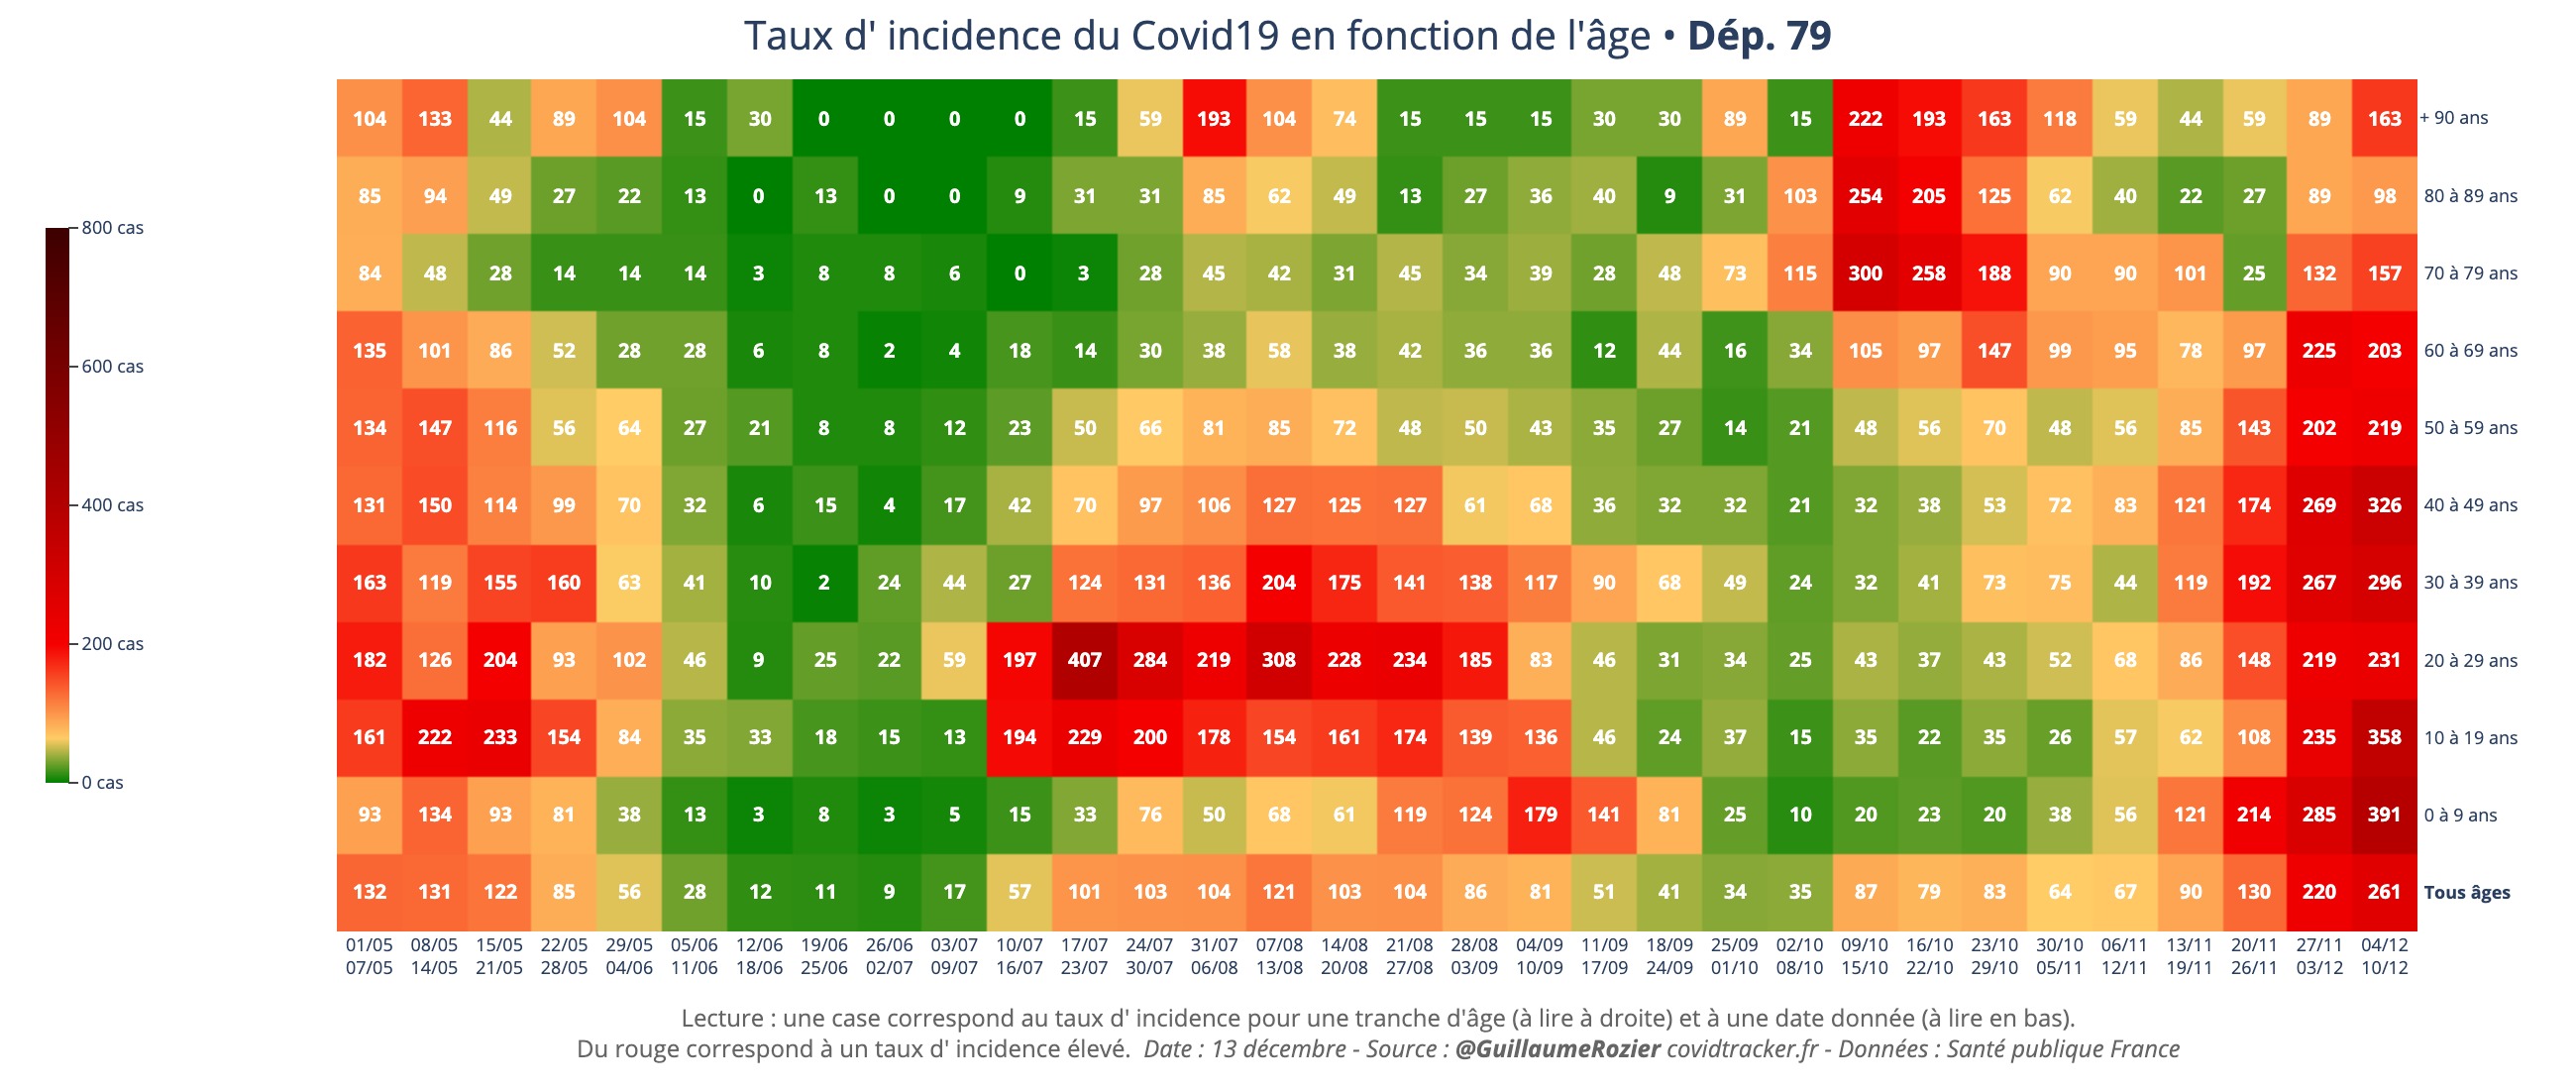 Taux d' incidence du Covid19 en fonction de l'âge • Dép. 79
800 cas
600 cas
400 cas
200 cas
0 cas
104 133 44 89 104 15 30 0 0 0 0 15 59 193 104 74 15 15 15 30 30 89 15 222 193 163 118 59 44 59 89 163 + 90 ans
85 94 49 27 22 13 0 13 0 0 9 31 31 85 62 49 13 27 36 40 9 31 103 254 205 125 62 40 22 27 89 98 80 à 89 ans
84 48 28 14 14 14 3 8 8 6 0 3 28 45 42 31 45 34 39 28 48 73 115 300 258 188 90 90 101 25 132 157 70 à 79 ans
135 101 86 52 28 28 6 8 2 4 18 14 30 38 58 38 42 36 36 12 44 16 34 105 97 147 99 95 78 97 225 203 60 à 69 ans
134 147 116 56 64 27 21 8 8 12 23 50 66 81 85 72 48 50 43 35 27 14 21 48 56 70 48 56 85 143 202 219 50 à 59 ans
131 150 114 99 70 32 6 15 4 17 42 70 97 106 127 125 127 61 68 36 32 32 21 32 38 53 72 83 121 174 269 326 40 à 49 ans
163 119 155 160 63 41 10 2 24 44 27 124 131 136 204 175 141 138 117 90 68 49 24 32 41 73 75 44 119 192 267 296 30 à 39 ans
182 126 204 93 102 46 9 25 22 59 197 407 284 219 308 228 234 185 83 46 31 34 25 43 37 43 52 68 86 148 219 231 20 à 29 ans
161 222 233 154 84 35 33 18 15 13 194 229 200 178 154 161 174 139 136 46 24 37 15 35 22 35 26 57 62 108 235 358 10 à 19 ans
93 134 93 81 38 13 3 8 3 5 15 33 76 50 68 61 119 124 179 141 81 25 10 20 23 20 38 56 121 214 285 391 0 à 9 ans
132 131 122 85 56 28 12 11 9 17 57 101 103 104 121 103 104 86 81 51 41 34 35 87 79 83 64 67 90 130 220 261 Tous âges
01/05 08/05 15/05 22/05 29/05 05/06 12/06 19/06 26/06 03/07 10/07 17/07 24/07 31/07 07/08 14/08 21/08 28/08 04/09 11/09 18/09 25/09 02/10 09/10 16/10 23/10 30/10 06/11 13/11 20/11 27/11 04/12
07/05 14/05 21/05 28/05 04/06 11/06 18/06 25/06 02/07 09/07 16/07 23/07 30/07 06/08 13/08 20/08 27/08 03/09 10/09 17/09 24/09 01/10 08/10 15/10 22/10 29/10 05/11 12/11 19/11 26/11 03/12 10/12
Lecture : une case correspond au taux d' incidence pour une tranche d'âge (à lire à droite) et à une date donnée (à lire en bas).
Du rouge correspond à un taux d' incidence élevé. Date : 13 décembre - Source : @GuillaumeRozier covidtracker.fr - Données : Santé publique France